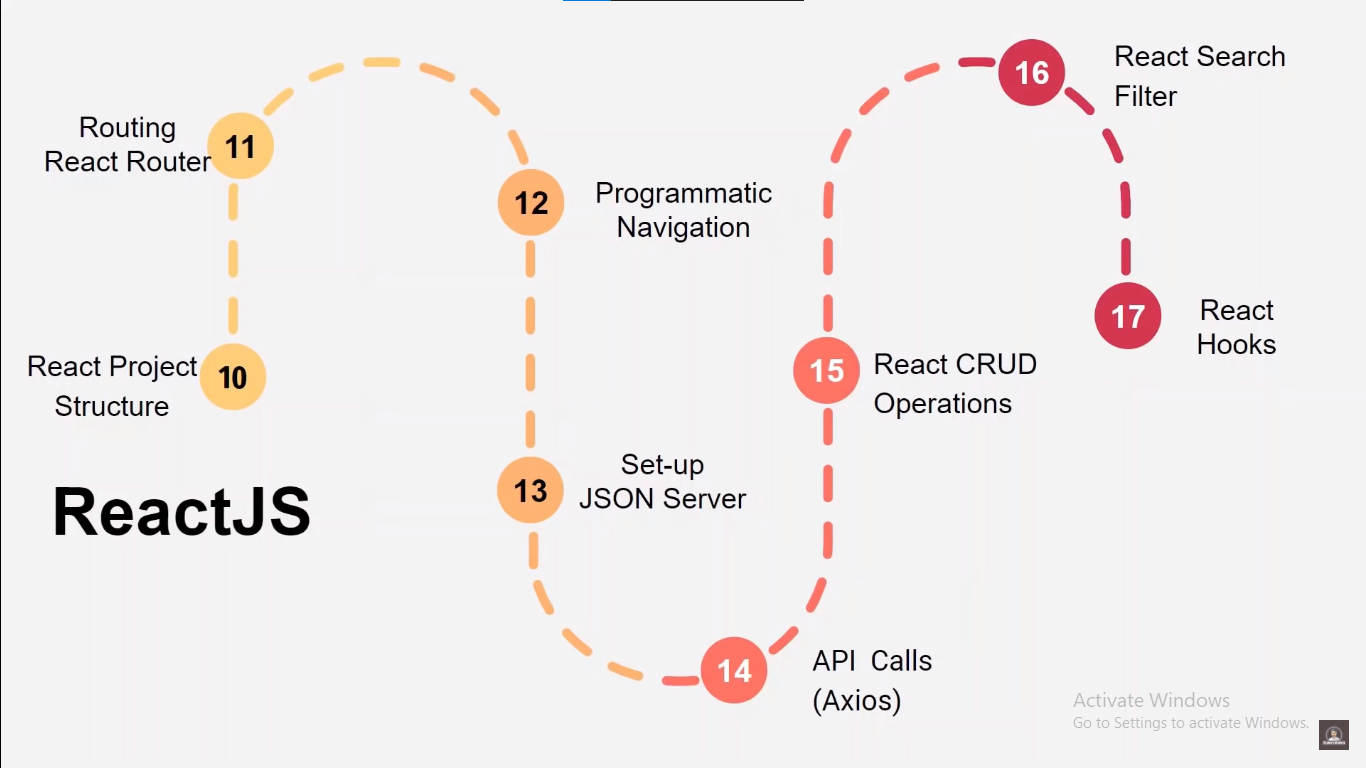 Routing
React Router
11
React Project
Structure
10
ReactJS
12
Programmatic
Navigation
13
Set-up
JSON Server
14
API Calls
(Axios)
15
React CRUD
Operations
16
React Search
Filter
17
React
Hooks
Activate Windows
Go to Settings to activate Windows.